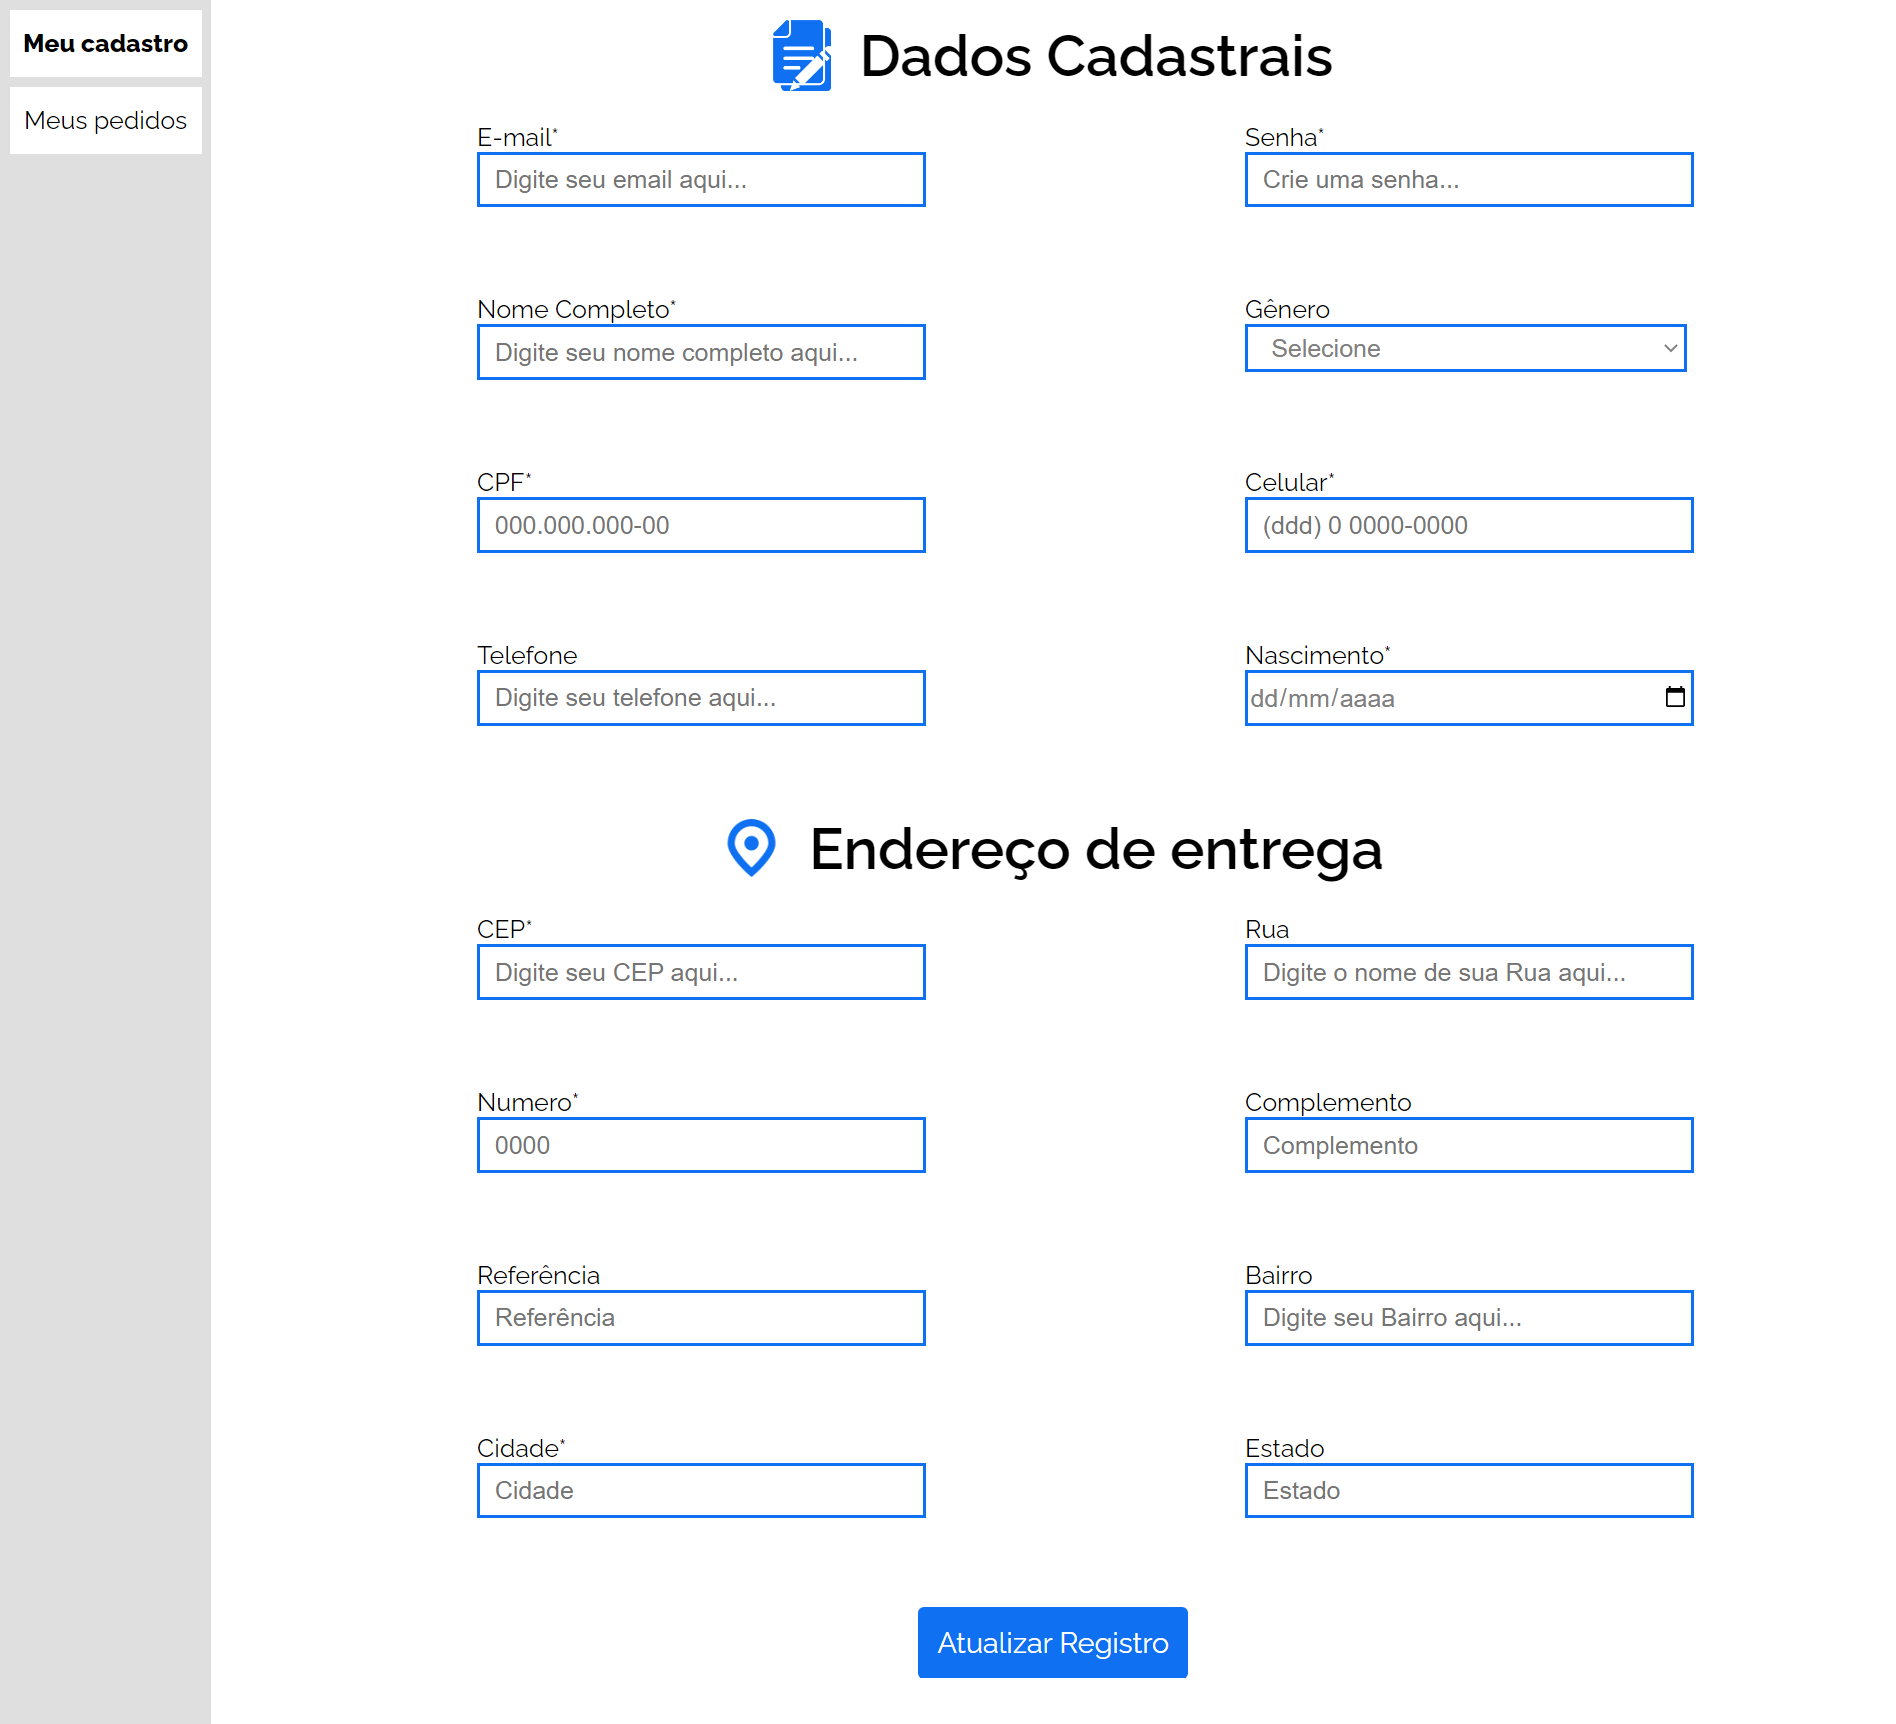 Meu cadastro
Meus pedidos
Dados Cadastrais
E-mail*
Digite seu email aqui...
Senha*
Crie uma senha...
Nome Completo*
Digite seu nome completo aqui...
Gênero
Selecione
CPF*
000.000.000-00
Celular*
(ddd) 0 0000-0000
Telefone
Digite seu telefone aqui...
Nascimento*
dd/mm/aaaa
Endereço de entrega
CEP*
Digite seu CEP aqui...
Rua
Digite o nome de sua Rua aqui...
Numero*
0000
Complemento
Complemento
Referência
Referência
Bairro
Digite seu Bairro aqui...
Cidade*
Cidade
Estado
Estado
Atualizar Registro